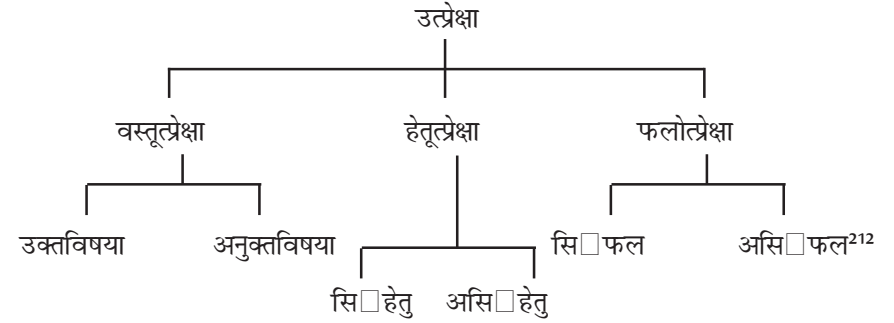 उत्प्रेक्षा
वस्तूत्प्रेक्षा हेतूत्प्रेक्षा फलोत्प्रेक्षा
उक्तविषया अनुक्तविषया सि□फल असि□फल²¹²
सि□हेतु असि□हेतु